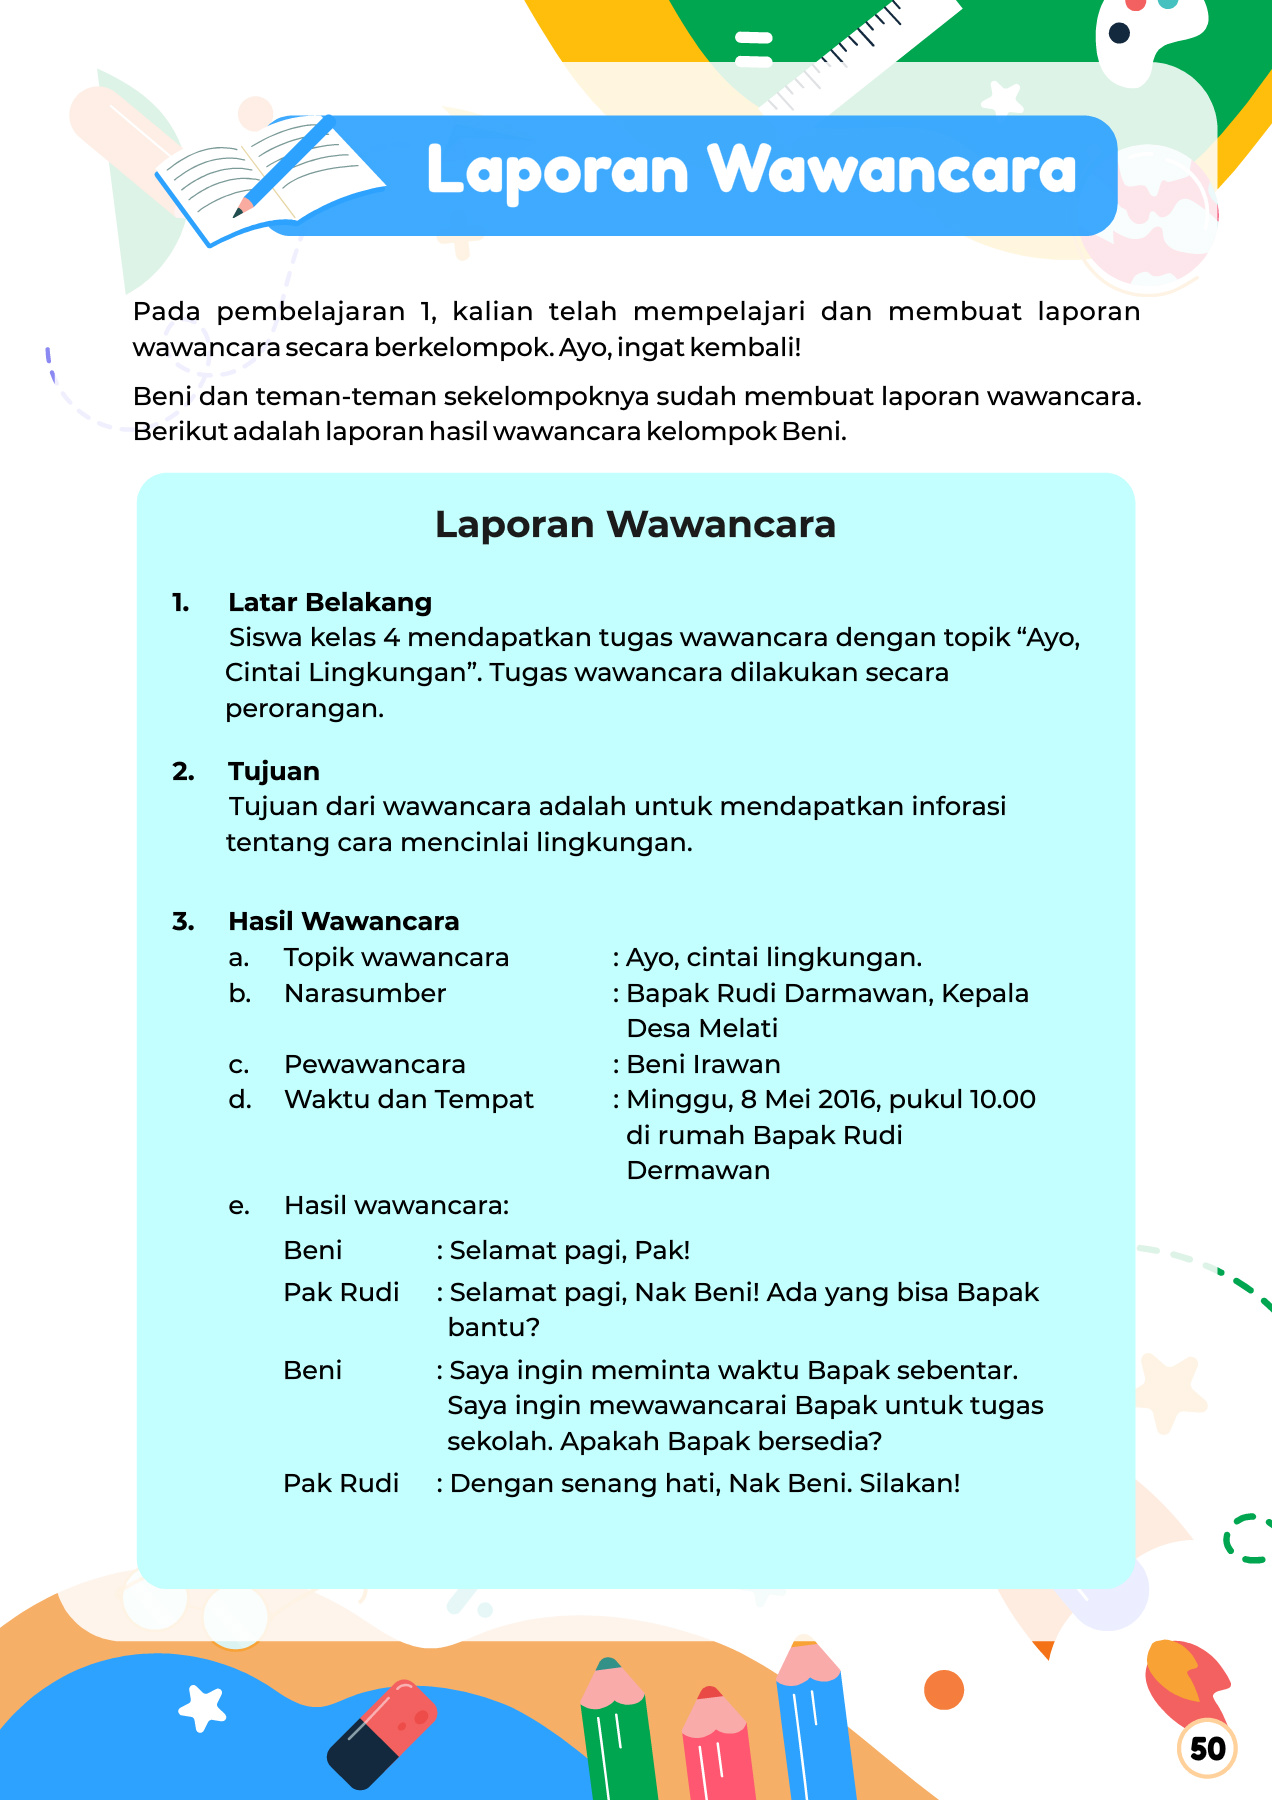 Laporan Wawancara
Pada pembelajaran 1, kalian telah mempelajari dan membuat laporan
wawancara secara berkelompok. Ayo, ingat kembali!
Beni dan teman-teman sekelompoknya sudah membuat laporan wawancara.
Berikut adalah laporan hasil wawancara kelompok Beni.
Laporan Wawancara
1. Latar Belakang
Siswa kelas 4 mendapatkan tugas wawancara dengan topik “Ayo,
Cintai Lingkungan”. Tugas wawancara dilakukan secara
perorangan.
2. Tujuan
Tujuan dari wawancara adalah untuk mendapatkan inforasi
tentang cara mencinlai lingkungan.
3. Hasil Wawancara
a. Topik wawancara : Ayo, cintai lingkungan.
b. Narasumber : Bapak Rudi Darmawan, Kepala
Desa Melati
c. Pewawancara : Beni Irawan
d. Waktu dan Tempat : Minggu, 8 Mei 2016, pukul 10.00
di rumah Bapak Rudi
Dermawan
e. Hasil wawancara:
Beni : Selamat pagi, Pak!
Pak Rudi : Selamat pagi, Nak Beni! Ada yang bisa Bapak
bantu?
Beni : Saya ingin meminta waktu Bapak sebentar.
Saya ingin mewawancarai Bapak untuk tugas
sekolah. Apakah Bapak bersedia?
Pak Rudi : Dengan senang hati, Nak Beni. Silakan!
50